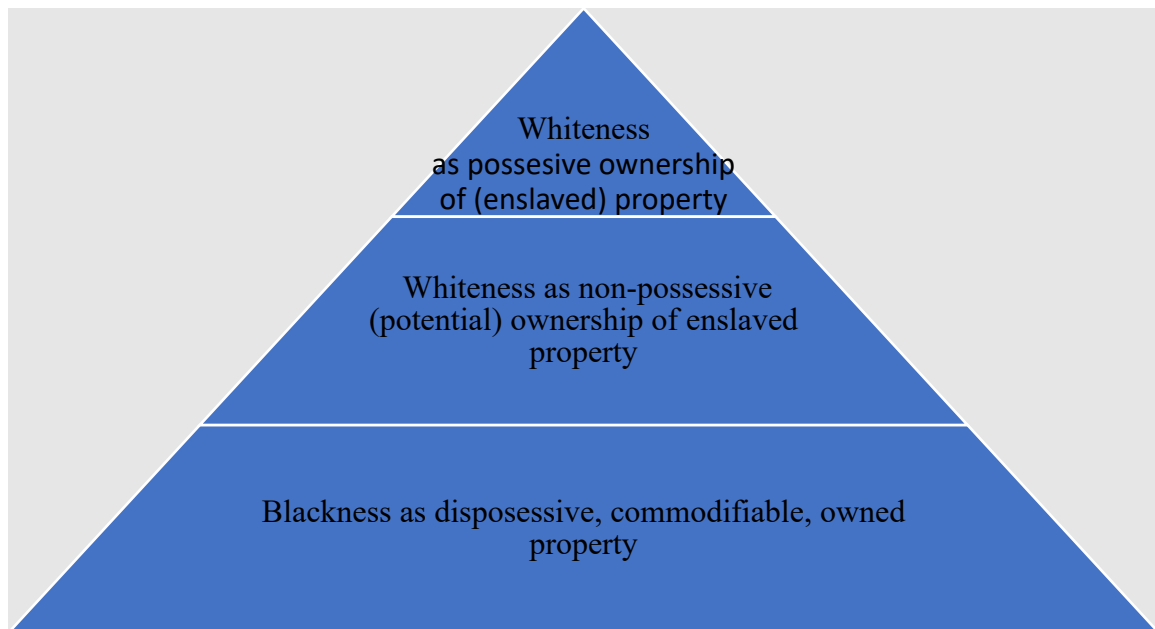 Whiteness
as possesive ownership
of (enslaved) property
Whiteness as non-possessive
(potential) ownership of enslaved
property
Blackness as disposessive, commodifiable, owned
property